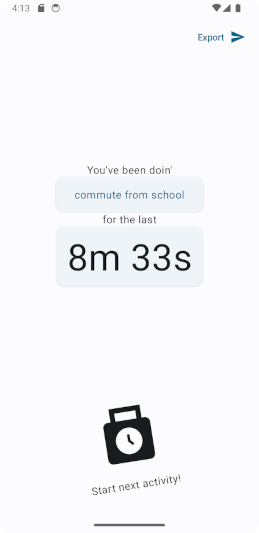 4:13
Export
You've been doin'
commute from school
for the last
8m 33s
Start next activity!